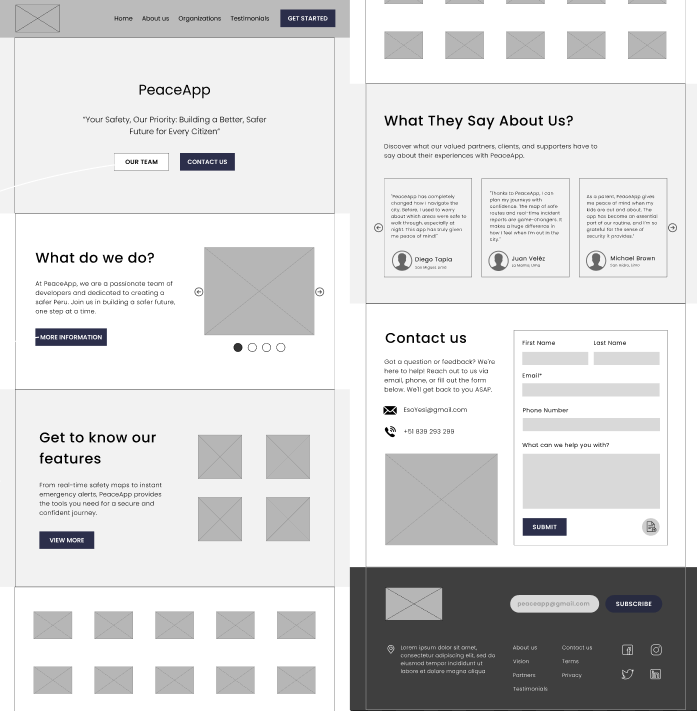 Home About us Organizations Testimonials GET STARTED
PeaceApp
"Your Safety, Our Priority: Building a Better, Safer
Future for Every Citizen"
OUR TEAM CONTACT US
What do we do?
At PeaceApp, we are a passionate team of
developers and dedicated to creating a
safer Peru. Join us in building a safer future,
one step at a time.
MORE INFORMATION
Get to know our
features
From real-time safety maps to instant
emergency alerts, PeaceApp provides
the tools you need for a secure and
confident journey.
VIEW MORE
What They Say About Us?
Discover what our valued partners, clients, and supporters have to
say about their experiences with PeaceApp.
"PeaceApp has completely
changed how I navigate the
city. Before, I used to worry
about which areas were safe to
walk through, especially at
night. This app has truly given
me peace of mind!"
Diego Tapia
San Miguel, Lima
"Thanks to PeaceApp, I can
plan my journeys with
confidence. The map of safe
routes and real-time incident
reports are game-changers. It
makes a huge difference in
how I feel when I'm out in the
city."
Juan Veléz
La Molina, Lima
As a parent, PeaceApp gives
me peace of mind when my
kids are out and about. The
app has become an essential
part of our routine, and I'm so
grateful for the sense of
security it provides."
Michael Brown
San Isidro, Lima
Contact us
Got a question or feedback? We're
here to help! Reach out to us via
email, phone, or fill out the form
below. We'll get back to you ASAP.
EsoYesi@gmail.com
+51 839 293 299
First Name Last Name
Email*
Phone Number
What can we help you with?
SUBMIT
peaceapp@gmail.com SUBSCRIBE
Lorem ipsum dolor sit amet,
consectetur adipiscing elit, sed do
eiusmod tempor incididunt ut
labore et dolore magna aliqua
About us
Vision
Partners
Testimonials
Contact us
Terms
Privacy